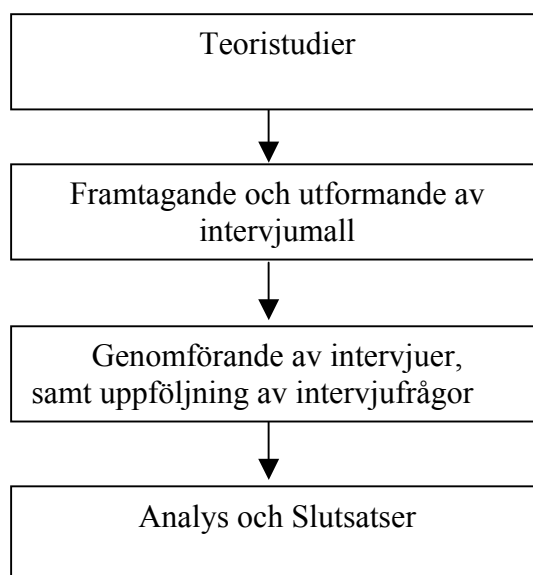 Teoristudier
Framtagande och utformande av
intervjumall
Genomförande av intervjuer,
samt uppföljning av intervjufrågor
Analys och Slutsatser